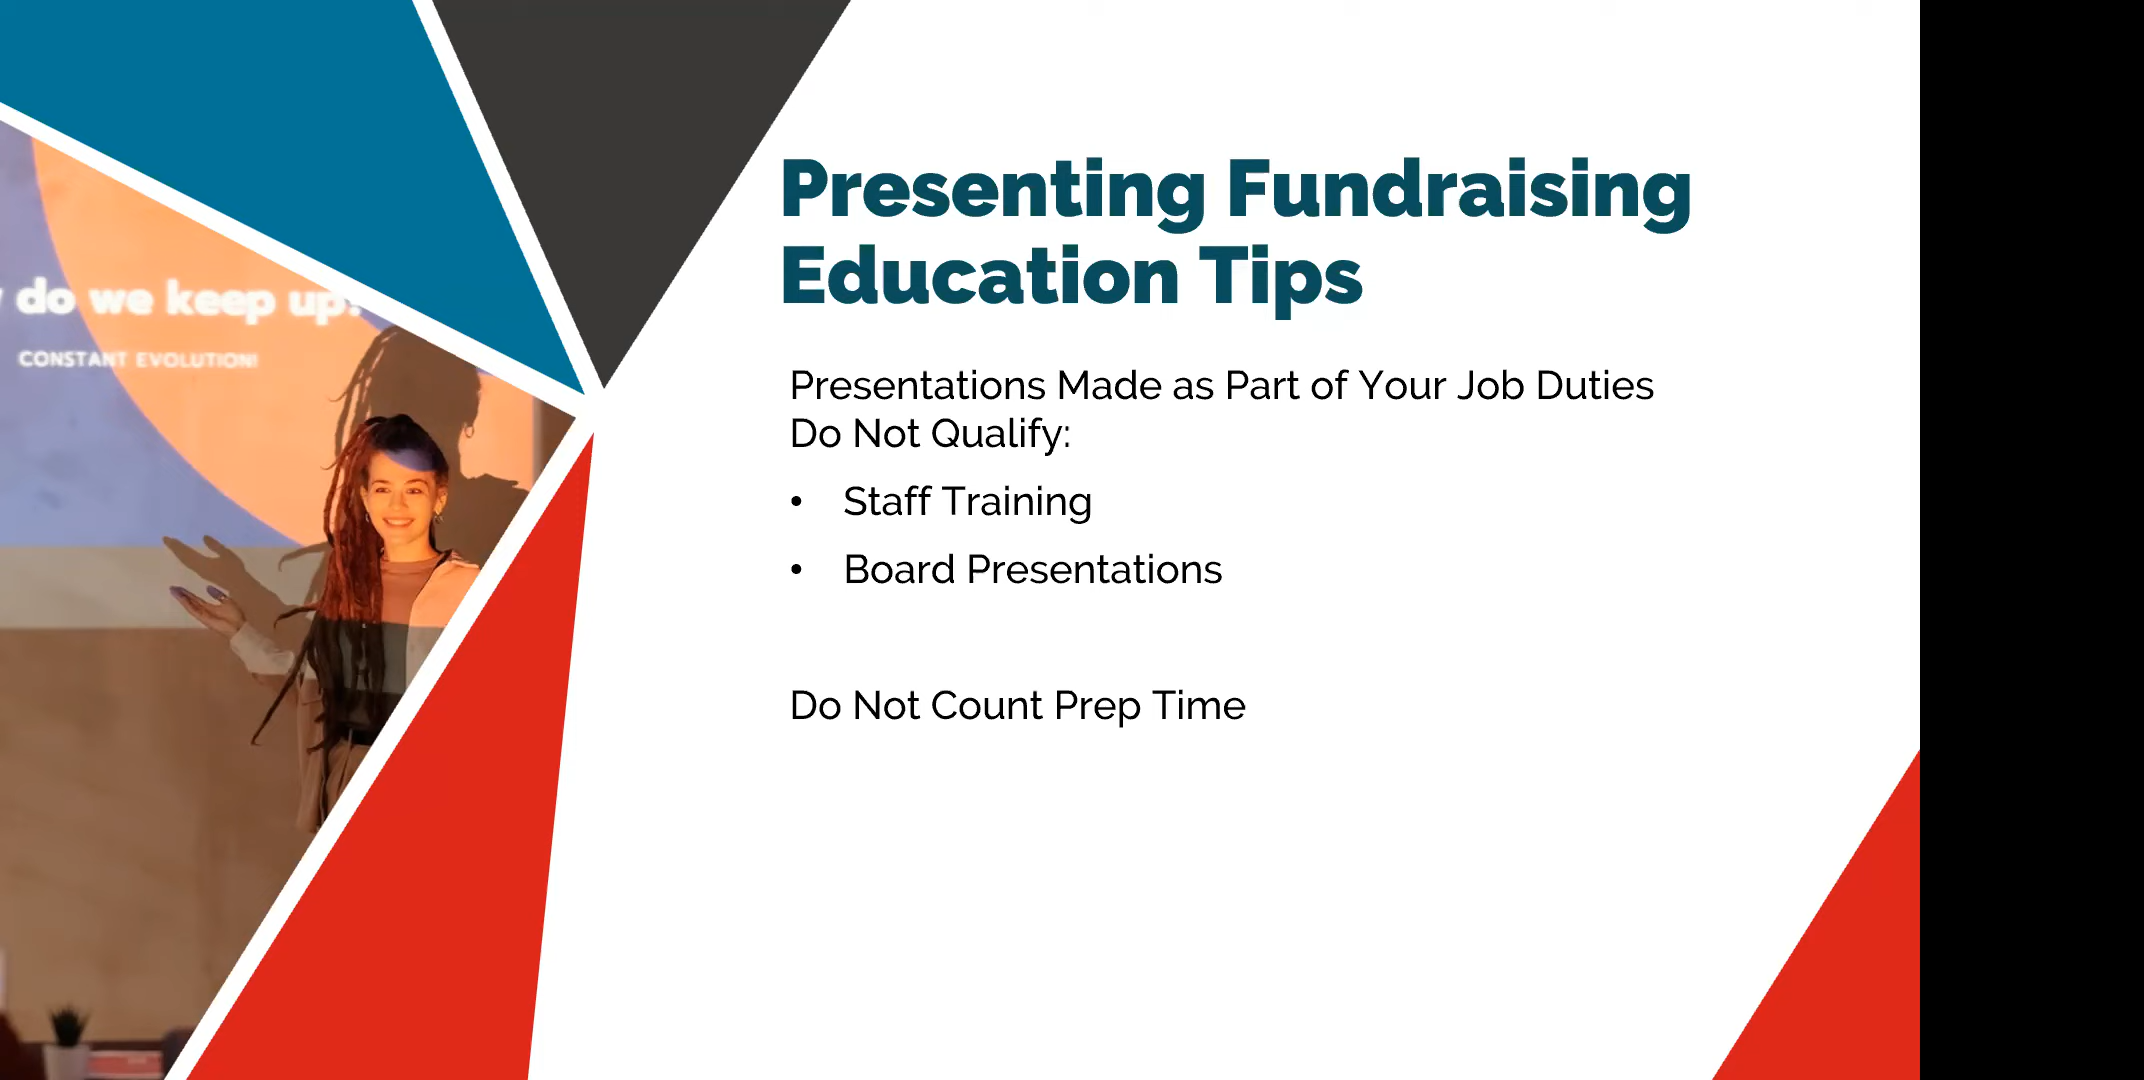 Presenting Fundraising
Education Tips
Presentations Made as Part of Your Job Duties
Do Not Qualify:
• Staff Training
• Board Presentations
Do Not Count Prep Time
do we keep up?
CONSTANT EVOLUTION!